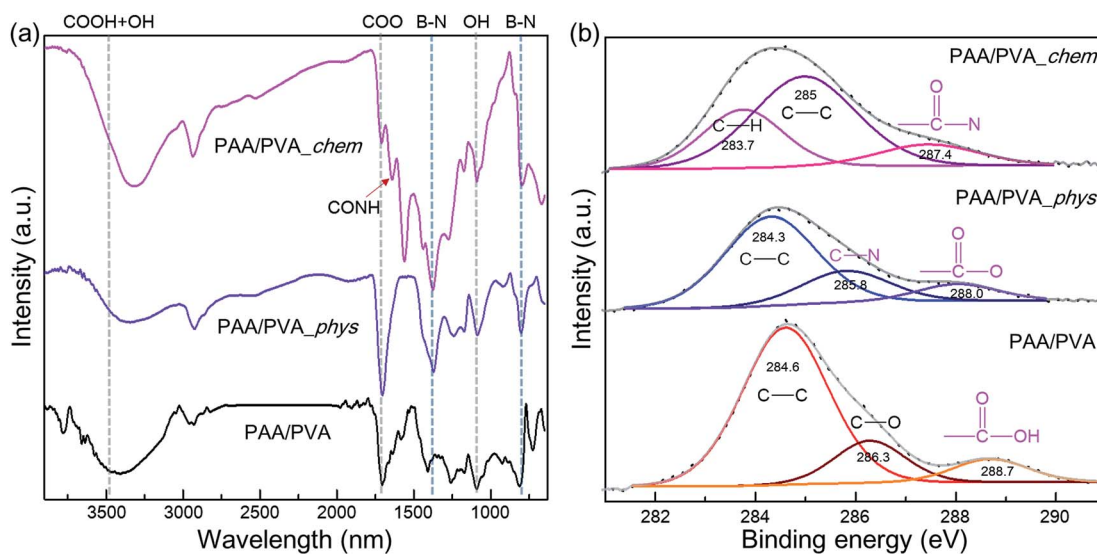 (a)
COOH+OH
COO B-N OH B-N
PAA/PVA_chem
CONH
PAA/PVA_phys
PAA/PVA
Intensity (a.u.)
3500 3000 2500 2000 1500 1000
Wavelength (nm)
(b)
PAA/PVA_chem
285
C—C
C—H
283.7
O
C—N
287.4
PAA/PVA_phys
284.3
C—C
C—N
285.8
O
C—O
288.0
PAA/PVA
284.6
C—C
C—O
286.3
O
C—OH
288.7
Intensity (a.u.)
282 284 286 288 290
Binding energy (eV)